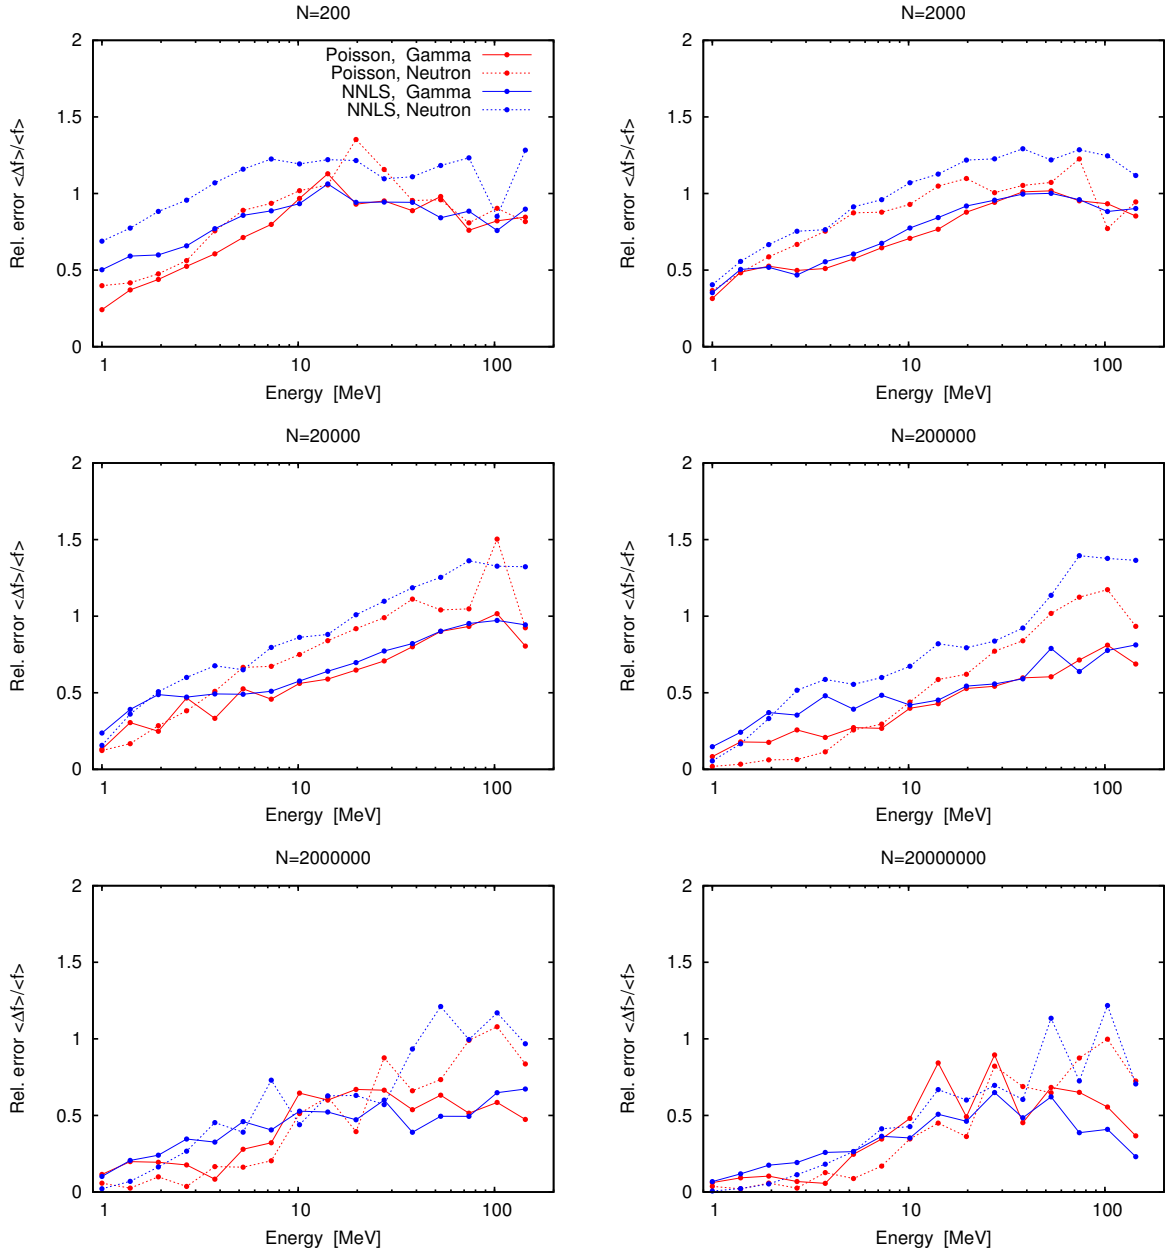 N=200
2
1.5
1
0.5
0
Rel. error <Δf>/<f>
Poisson, Gamma
Poisson, Neutron
NNLS, Gamma
NNLS, Neutron
1 10 100
Energy [MeV]
N=2000
2
1.5
1
0.5
0
Rel. error <Δf>/<f>
1 10 100
Energy [MeV]
N=20000
2
1.5
1
0.5
0
Rel. error <Δf>/<f>
1 10 100
Energy [MeV]
N=200000
2
1.5
1
0.5
0
Rel. error <Δf>/<f>
1 10 100
Energy [MeV]
N=2000000
2
1.5
1
0.5
0
Rel. error <Δf>/<f>
1 10 100
Energy [MeV]
N=20000000
2
1.5
1
0.5
0
Rel. error <Δf>/<f>
1 10 100
Energy [MeV]